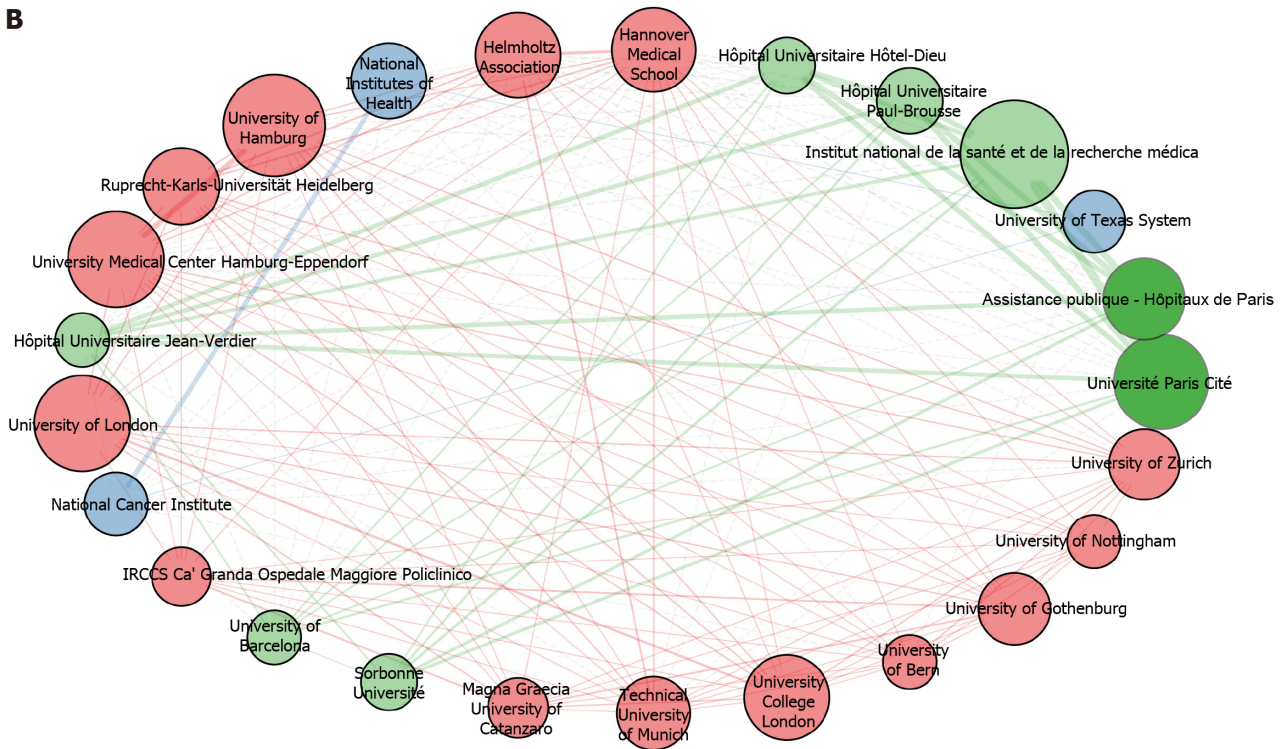 B
Hannover
Medical
School
Helmholtz
Association
Hôpital Universitaire Hôtel-Dieu
National
Institutes of
Health
Hôpital Universitaire
Paul-Brousse
University of
Hamburg
Institut national de la santé et de la recherche médica
Ruprecht-Karls-Universität Heidelberg
University of Texas System
University Medical Center Hamburg-Eppendorf
Assistance publique - Hôpitaux de Paris
Hôpital Universitaire Jean-Verdier
Université Paris Cité
University of London
University of Zurich
National Cancer Institute
University of Nottingham
IRCCS Ca' Granda Ospedale Maggiore Policlinico
University of Gothenburg
University of
Barcelona
University
of Bern
Sorbonne
Université
Magna Graecia
University of
Catanzaro
Technical
University
of Munich
University
College
London